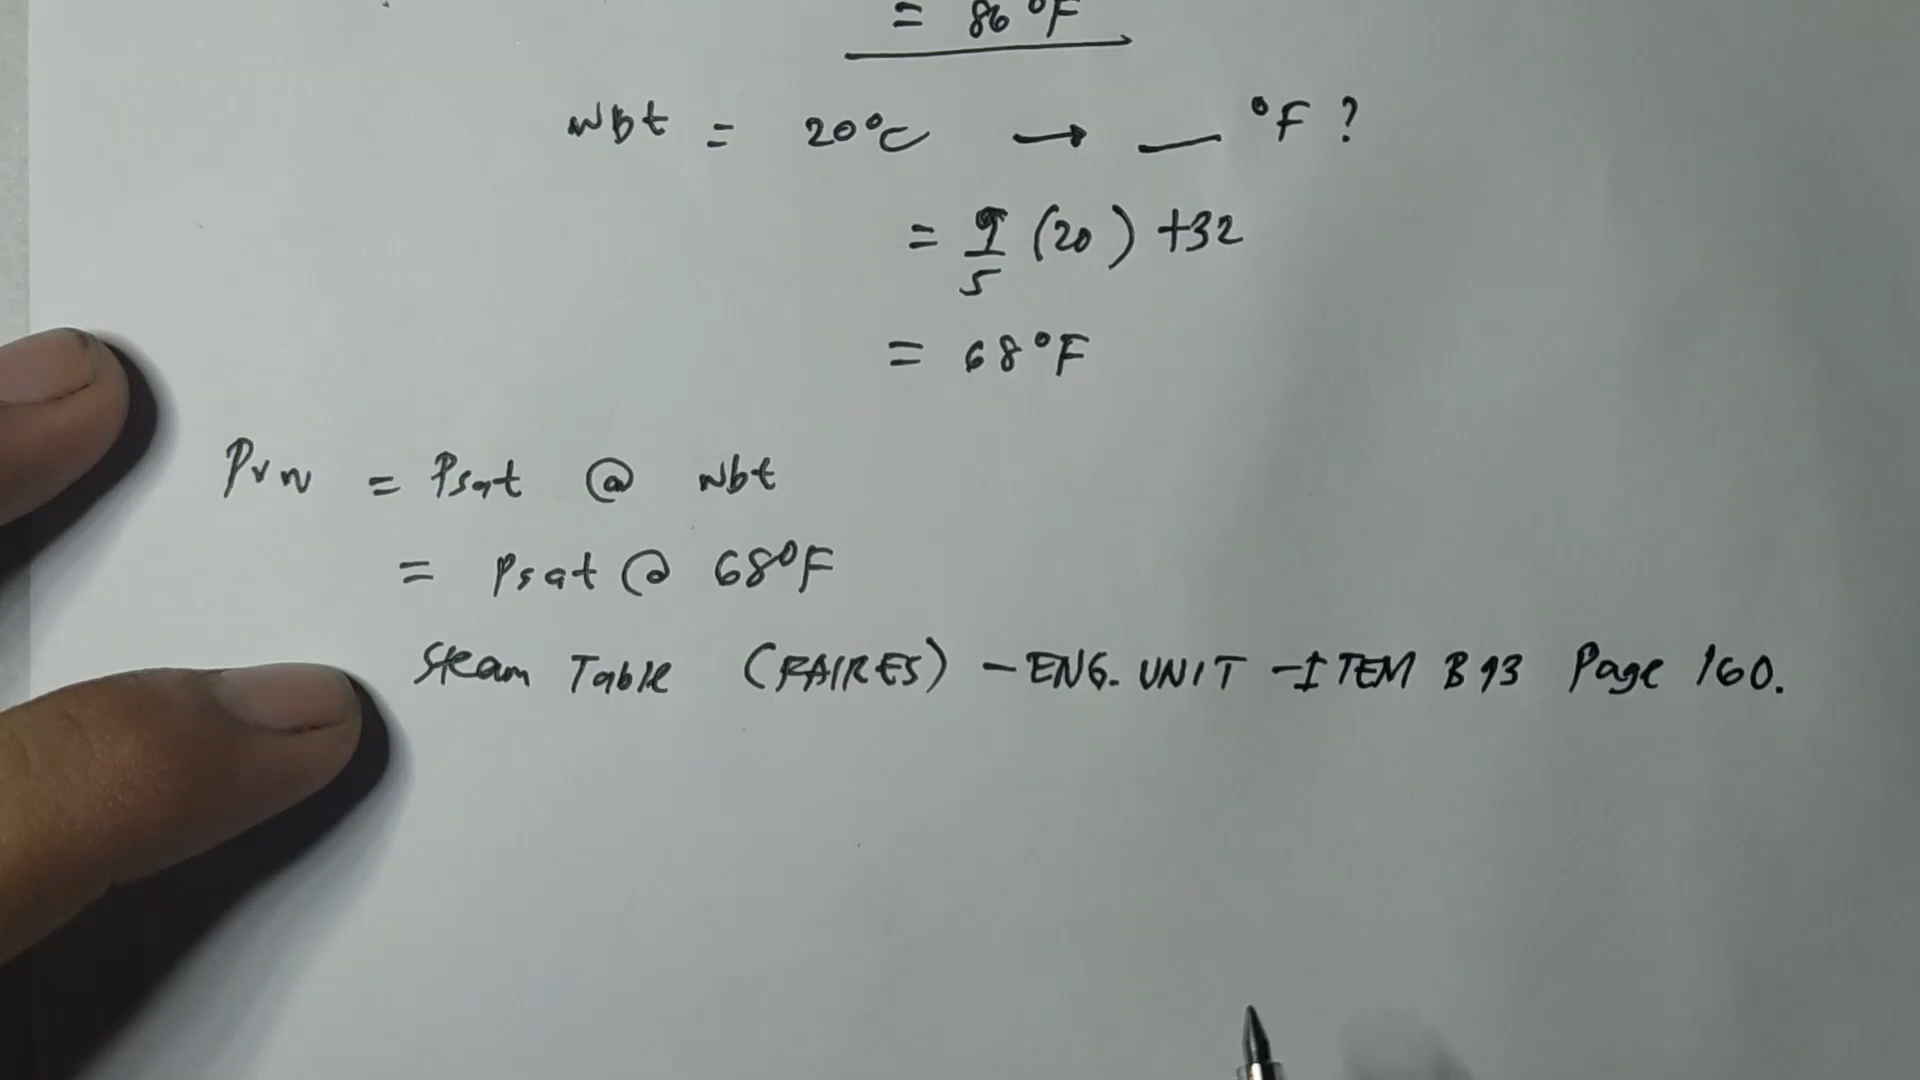 = 86 °F
Wbt = 20°C → __ °F ?
= 9/5 (20) +32
= 68°F
Pvw = Psat @ Wbt
= Psat @ 68°F
Steam Table (FAIRES) - ENG. UNIT - ITEM B13 Page 160.